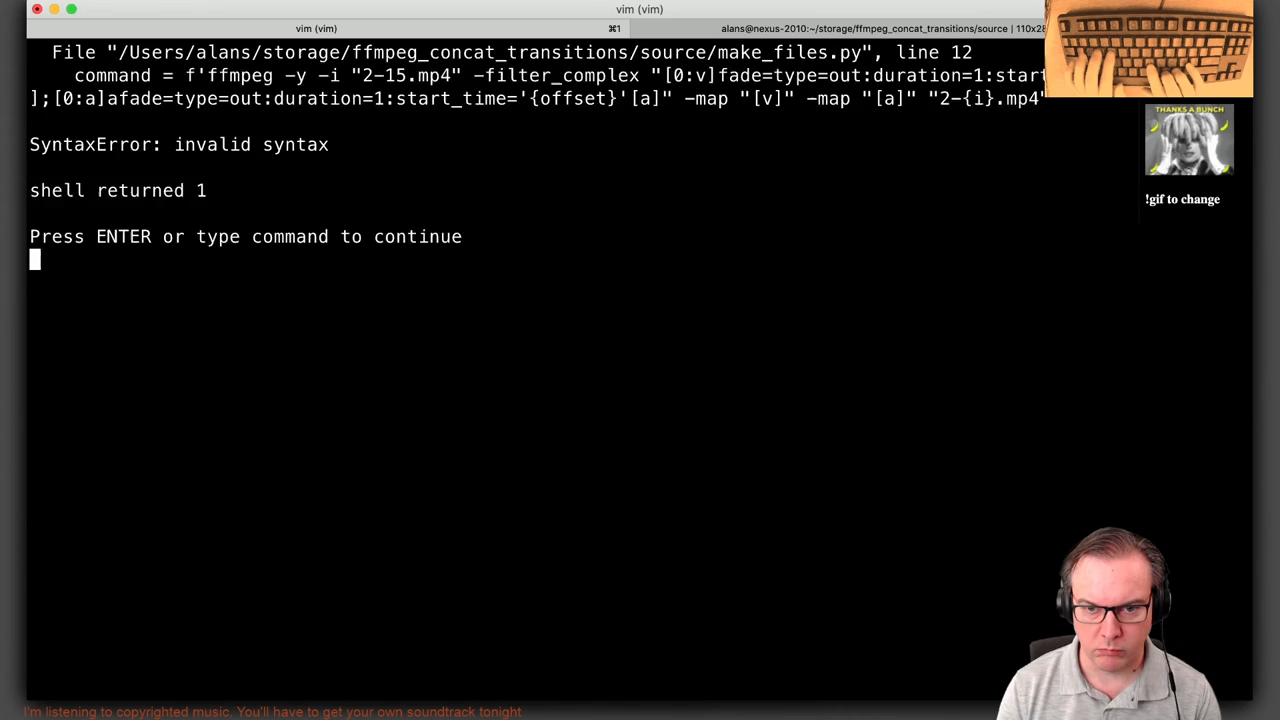 vim (vim)
vim (vim)
⌘1
alans@nexus-2010:~/storage/ffmpeg_concat_transitions/source | 110x28
File "/Users/alans/storage/ffmpeg_concat_transitions/source/make_files.py", line 12
command = f'ffmpeg -y -i "2-15.mp4" -filter_complex "[0:v]fade=type=out:duration=1:start
];[0:a]afade=type=out:duration=1:start_time='{offset}'[a]" -map "[v]" -map "[a]" "2-{i}.mp4"
THANKS A BUNCH
SyntaxError: invalid syntax
shell returned 1
!gif to change
Press ENTER or type command to continue
I'm listening to copyrighted music. You'll have to get your own soundtrack tonight